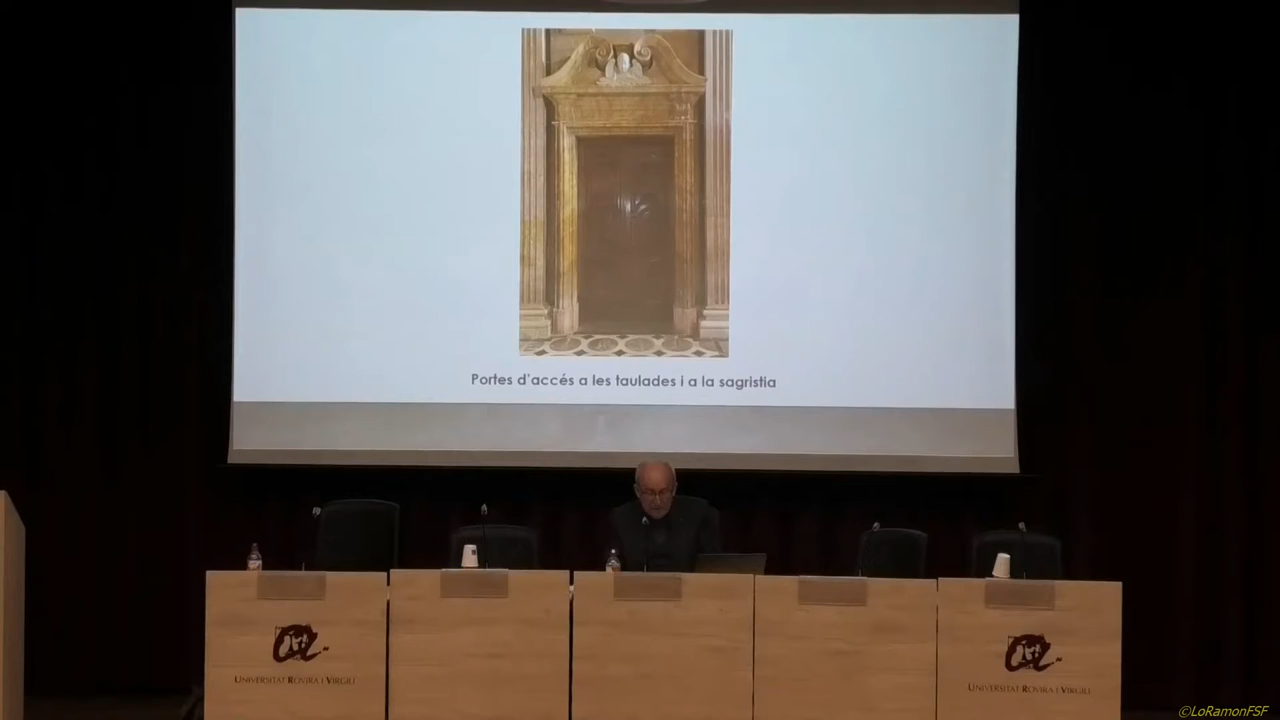 Portes d'accés a les taulades i a la sagristia
UNIVERSITAT ROVIRA I VIRGILI
UNIVERSITAT ROVIRA I VIRGILI
©LoRamonFSF